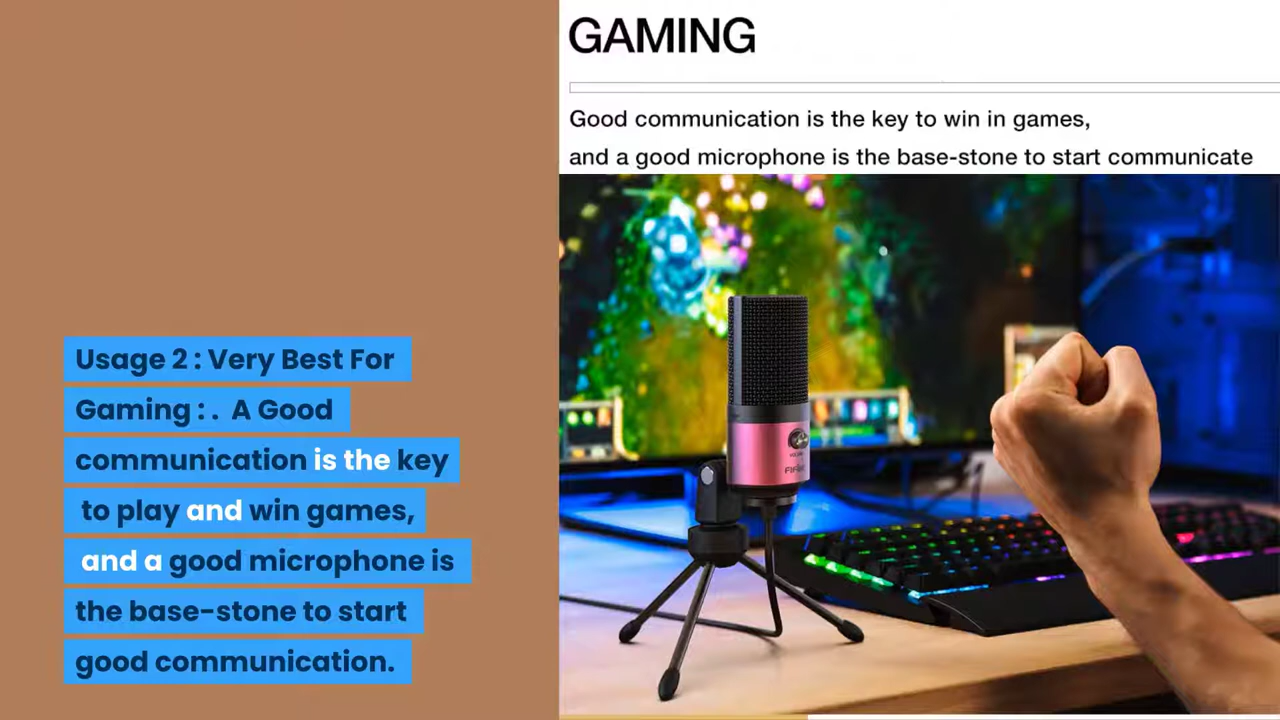 Usage 2 : Very Best For
Gaming : . A Good
communication is the key
to play and win games,
and a good microphone is
the base-stone to start
good communication.
GAMING
Good communication is the key to win in games,
and a good microphone is the base-stone to start communicate